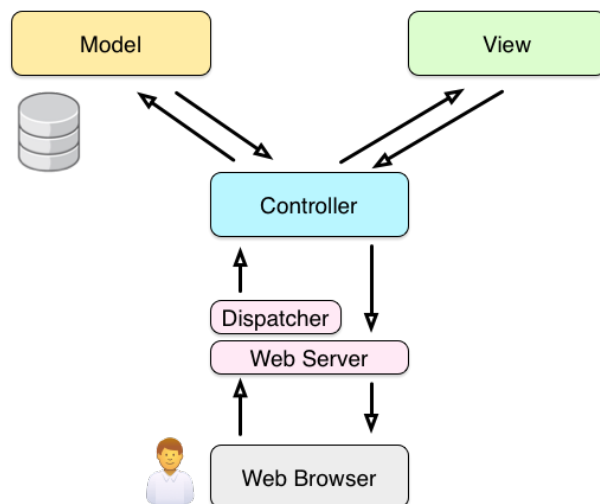 Model
View
Controller
Dispatcher
Web Server
Web Browser